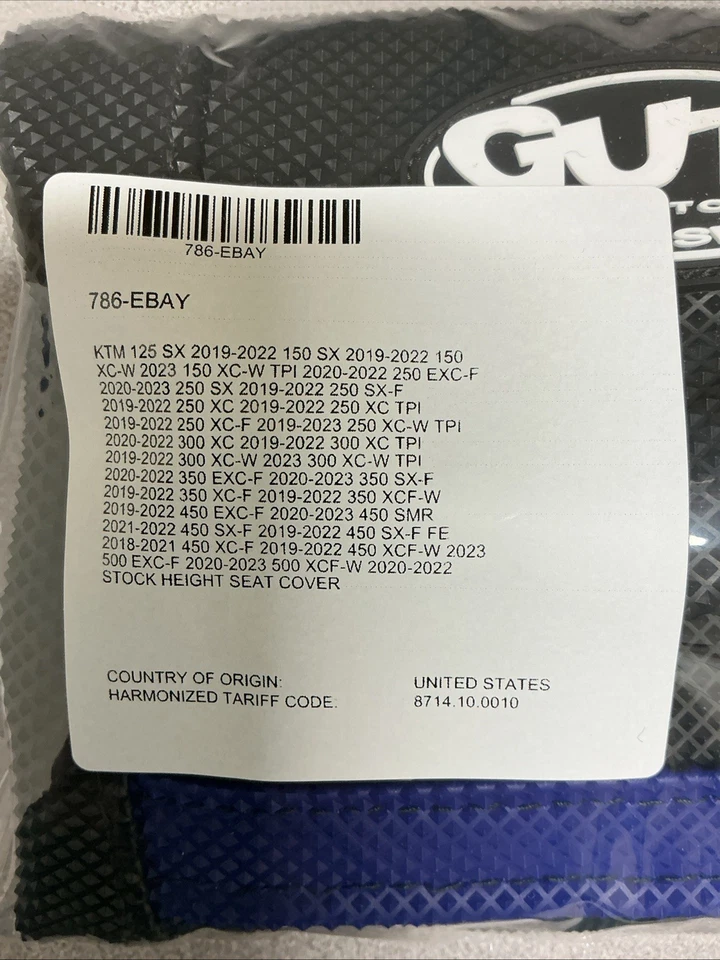 GUT
786-EBAY
786-EBAY
KTM 125 SX 2019-2022 150 SX 2019-2022 150
XC-W 2023 150 XC-W TPI 2020-2022 250 EXC-F
2020-2023 250 SX 2019-2022 250 SX-F
2019-2022 250 XC 2019-2022 250 XC TPI
2019-2022 250 XC-F 2019-2023 250 XC-W TPI
2020-2022 300 XC 2019-2022 300 XC TPI
2019-2022 300 XC-W 2023 300 XC-W TPI
2020-2022 350 EXC-F 2020-2023 350 SX-F
2019-2022 350 XC-F 2019-2022 350 XCF-W
2019-2022 450 EXC-F 2020-2023 450 SMR
2021-2022 450 SX-F 2019-2022 450 SX-F FE
2018-2021 450 XC-F 2019-2022 450 XCF-W 2023
500 EXC-F 2020-2023 500 XCF-W 2020-2022
STOCK HEIGHT SEAT COVER
COUNTRY OF ORIGIN: UNITED STATES
HARMONIZED TARIFF CODE: 8714.10.0010